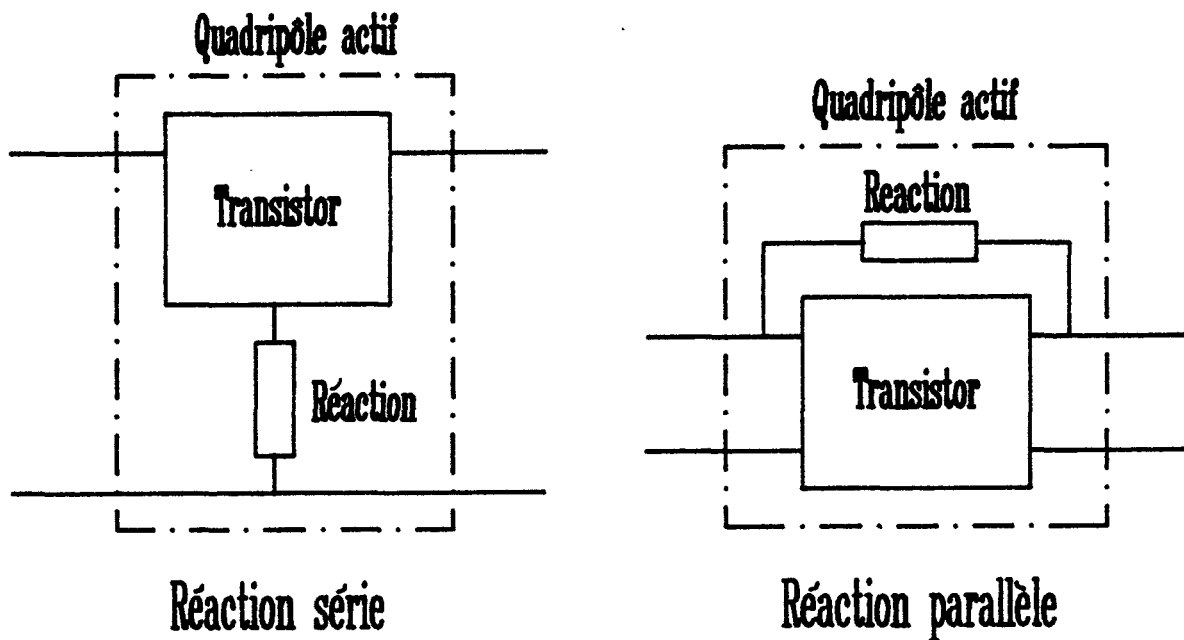 Quadripôle actif
Transistor
Réaction
Réaction série
Quadripôle actif
Reaction
Transistor
Réaction parallèle